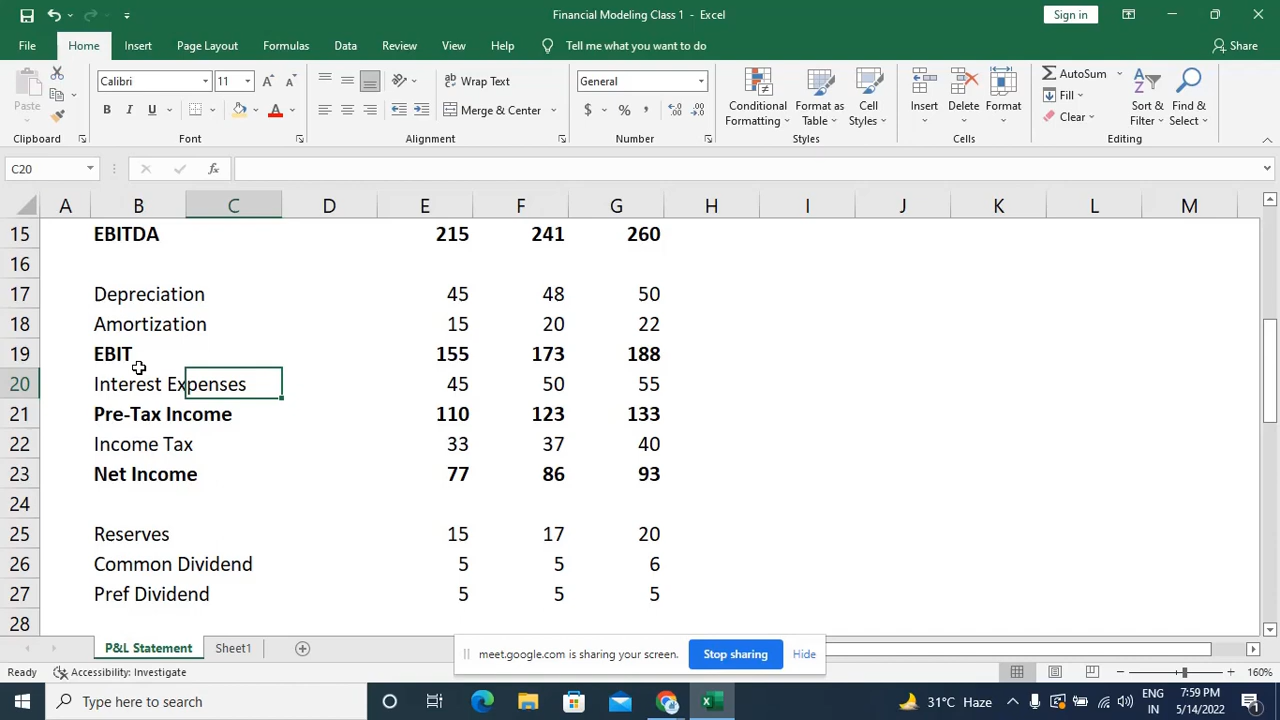 Financial Modeling Class 1 - Excel
Sign in
File Home Insert Page Layout Formulas Data Review View Help Tell me what you want to do Share
Paste
Calibri 11
Wrap Text
General
Merge & Center
$ % ,
Conditional Formatting
Format as Table
Cell Styles
Insert Delete Format
AutoSum
Fill
Clear
Sort & Filter
Find & Select
B I U
Clipboard Font Alignment Number Styles Cells Editing
C20 fx
A B C D E F G H I J K L M
15 EBITDA 215 241 260
16
17 Depreciation 45 48 50
18 Amortization 15 20 22
19 EBIT 155 173 188
20 Interest Expenses 45 50 55
21 Pre-Tax Income 110 123 133
22 Income Tax 33 37 40
23 Net Income 77 86 93
24
25 Reserves 15 17 20
26 Common Dividend 5 5 6
27 Pref Dividend 5 5 5
28
P&L Statement Sheet1
meet.google.com is sharing your screen. Stop sharing Hide
Ready Accessibility: Investigate 160%
Type here to search
31°C Haze
ENG
IN
7:59 PM
5/14/2022
1